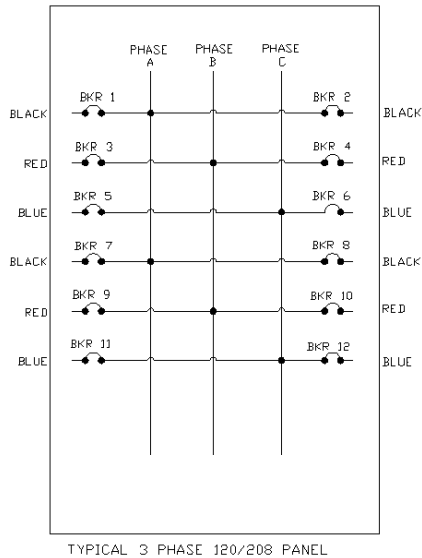 PHASE A PHASE B PHASE C
BLACK BKR 1 BKR 2 BLACK
RED BKR 3 BKR 4 RED
BLUE BKR 5 BKR 6 BLUE
BLACK BKR 7 BKR 8 BLACK
RED BKR 9 BKR 10 RED
BLUE BKR 11 BKR 12 BLUE
TYPICAL 3 PHASE 120/208 PANEL